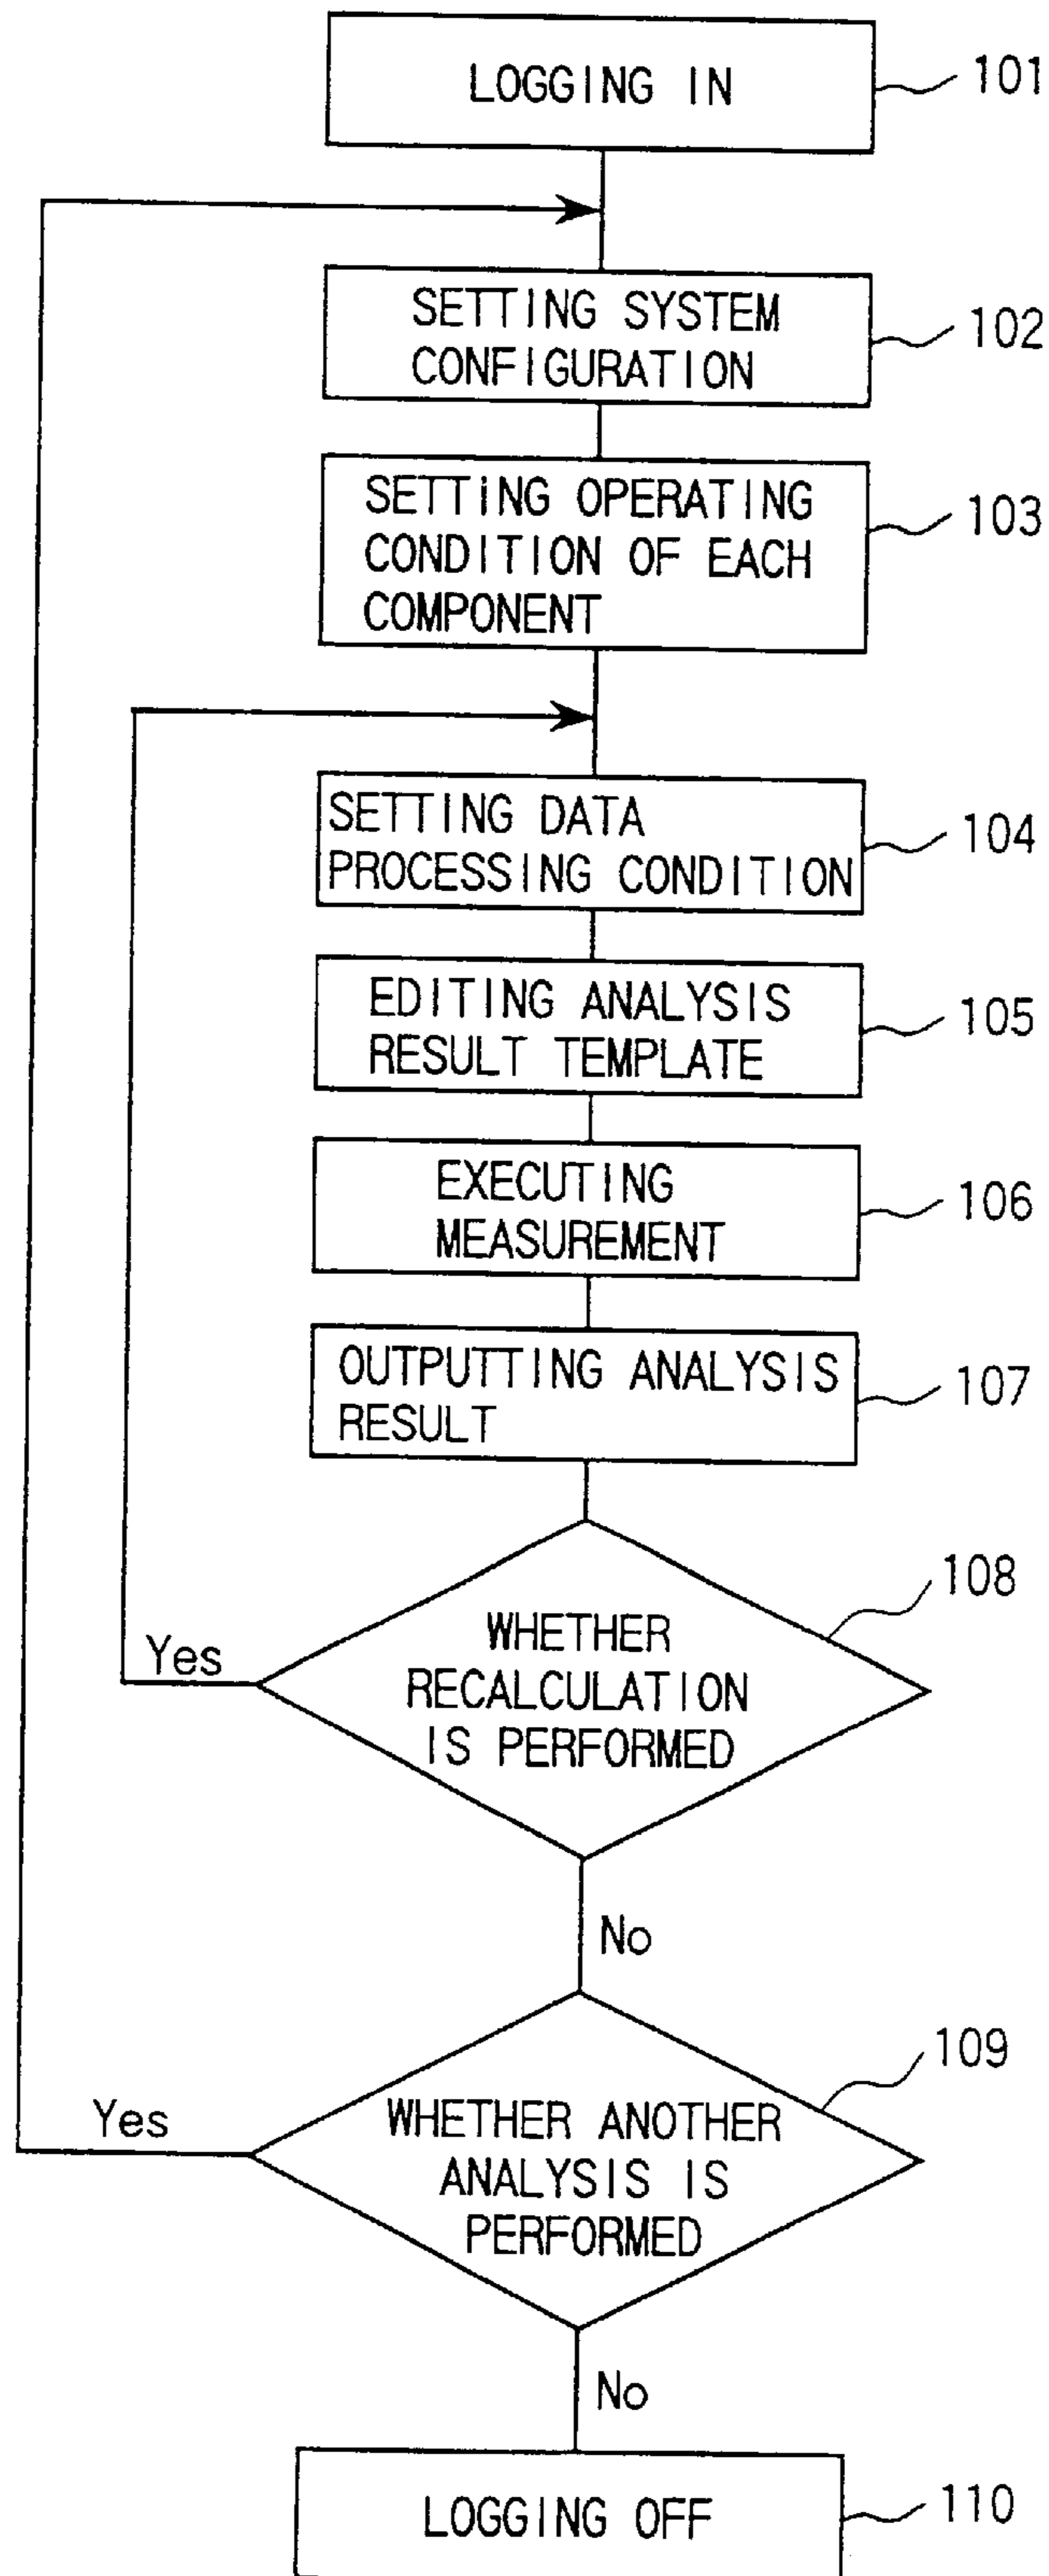 LOGGING IN
101
SETTING SYSTEM
CONFIGURATION
102
SETTING OPERATING
CONDITION OF EACH
COMPONENT
103
SETTING DATA
PROCESSING CONDITION
104
EDITING ANALYSIS
RESULT TEMPLATE
105
EXECUTING
MEASUREMENT
106
OUTPUTTING ANALYSIS
RESULT
107
108
WHETHER
RECALCULATION
IS PERFORMED
Yes
No
109
WHETHER ANOTHER
ANALYSIS IS
PERFORMED
Yes
No
LOGGING OFF
110